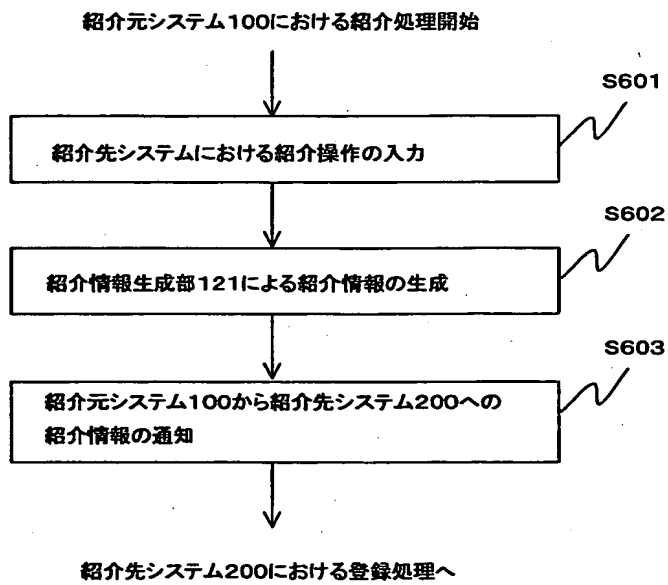 紹介元システム100における紹介処理開始
S601
紹介先システムにおける紹介操作の入力
S602
紹介情報生成部121による紹介情報の生成
S603
紹介元システム100から紹介先システム200への
紹介情報の通知
紹介先システム200における登録処理へ